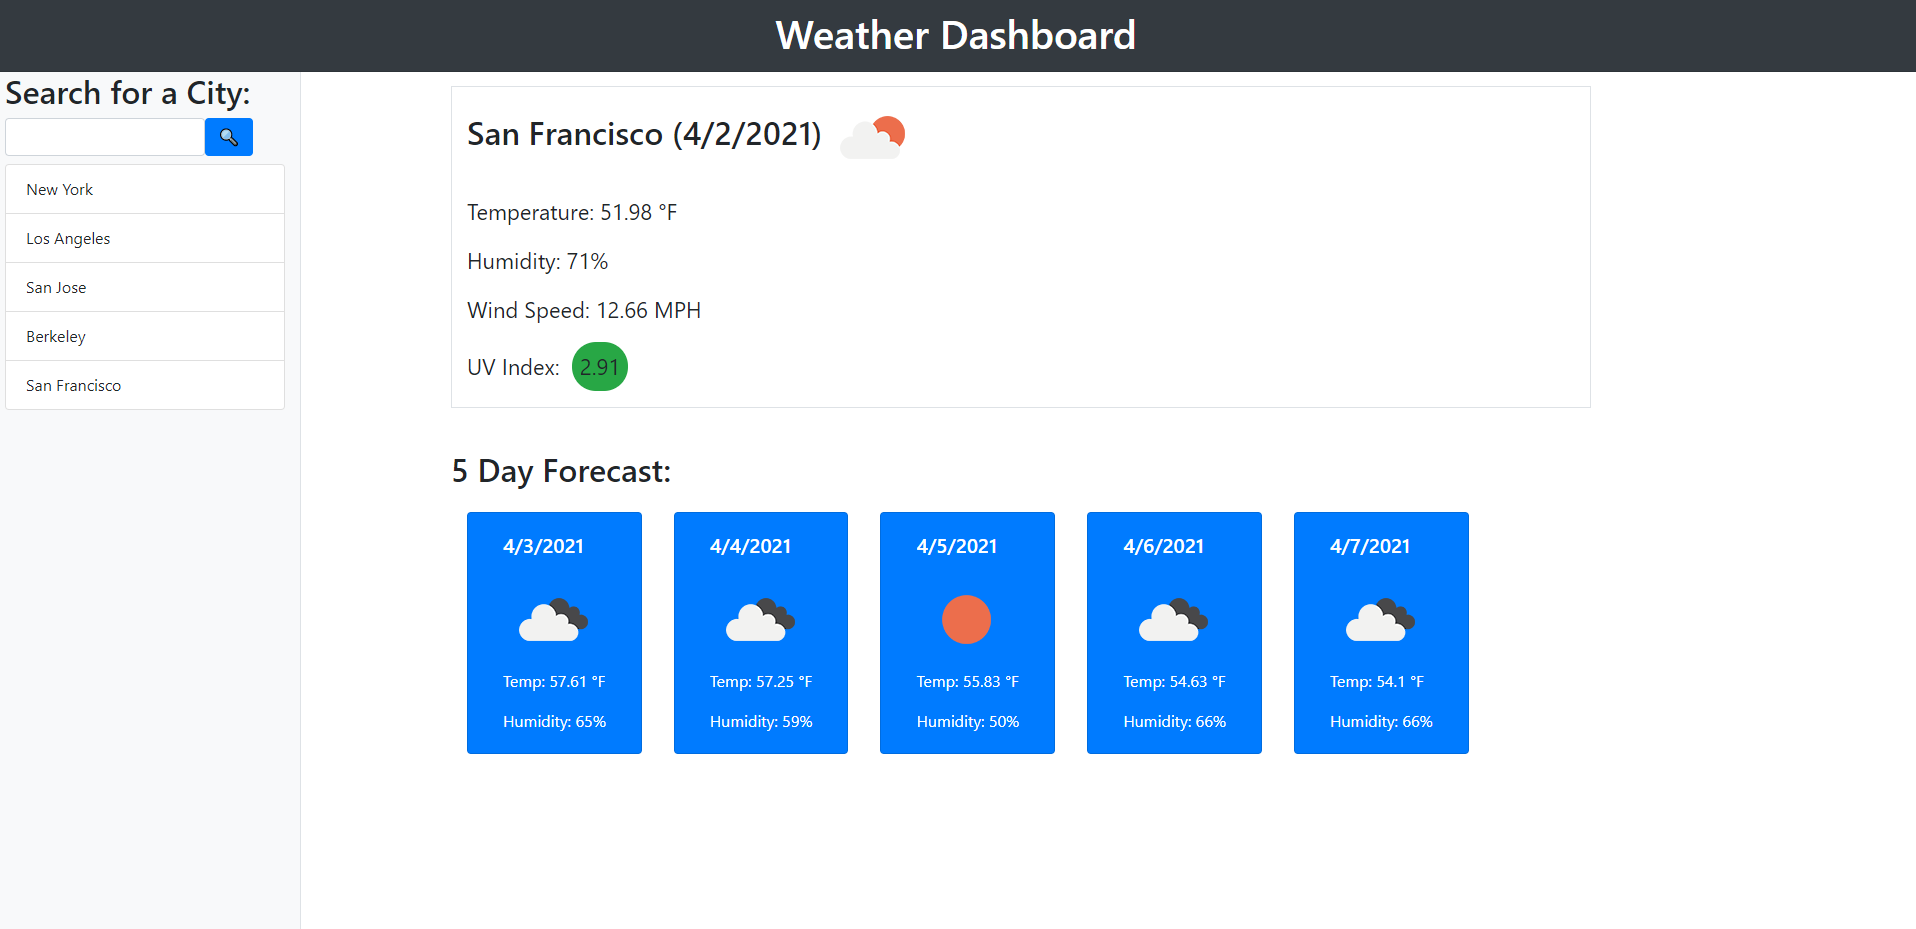 Weather Dashboard
Search for a City:
New York
Los Angeles
San Jose
Berkeley
San Francisco
San Francisco (4/2/2021)
Temperature: 51.98 °F
Humidity: 71%
Wind Speed: 12.66 MPH
UV Index: 2.91
5 Day Forecast:
4/3/2021
Temp: 57.61 °F
Humidity: 65%
4/4/2021
Temp: 57.25 °F
Humidity: 59%
4/5/2021
Temp: 55.83 °F
Humidity: 50%
4/6/2021
Temp: 54.63 °F
Humidity: 66%
4/7/2021
Temp: 54.1 °F
Humidity: 66%